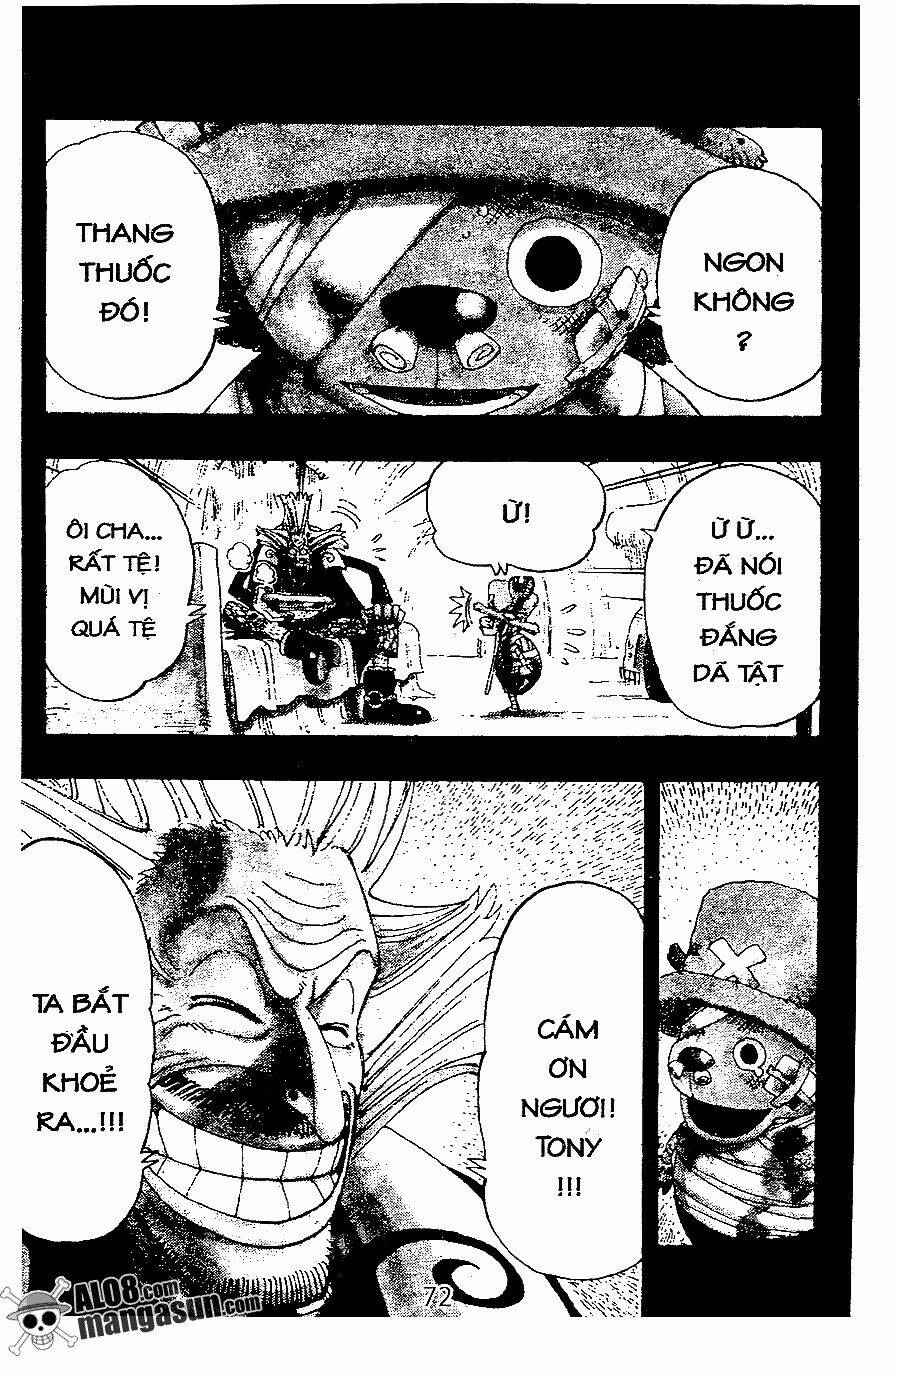 NGON
KHÔNG
?
THANG
THUỐC
ĐÓ!
Ừ Ừ...
ĐÃ NÓI
THUỐC
ĐẮNG
DÃ TẬT
Ừ!
ÔI CHA...
RẤT TỆ!
MÙI VỊ
QUÁ TỆ
CÁM
ƠN
NGƯƠI!
TONY
!!!
TA BẮT
ĐẦU
KHOẺ
RA...!!!
72
ALO8.com
mangasun.com